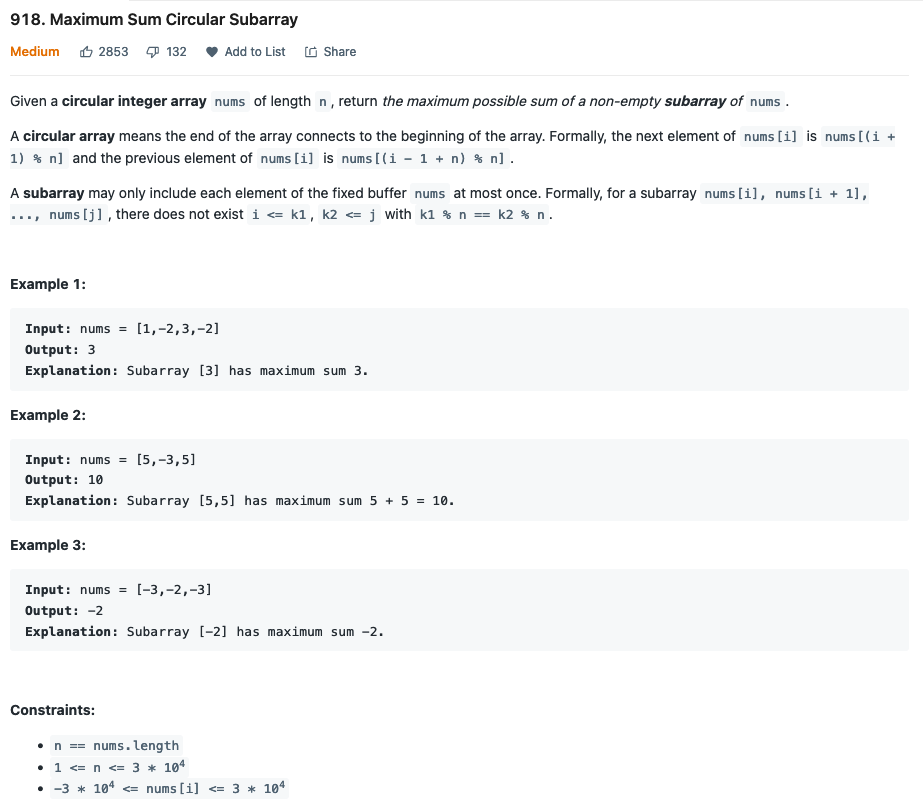 918. Maximum Sum Circular Subarray
Medium 2853 132 Add to List Share
Given a circular integer array nums of length n, return the maximum possible sum of a non-empty subarray of nums.
A circular array means the end of the array connects to the beginning of the array. Formally, the next element of nums[i] is nums[(i +
1) % n] and the previous element of nums[i] is nums[(i - 1 + n) % n].
A subarray may only include each element of the fixed buffer nums at most once. Formally, for a subarray nums[i], nums[i + 1],
..., nums[j], there does not exist i <= k1, k2 <= j with k1 % n == k2 % n.
Example 1:
Input: nums = [1,-2,3,-2]
Output: 3
Explanation: Subarray [3] has maximum sum 3.
Example 2:
Input: nums = [5,-3,5]
Output: 10
Explanation: Subarray [5,5] has maximum sum 5 + 5 = 10.
Example 3:
Input: nums = [-3,-2,-3]
Output: -2
Explanation: Subarray [-2] has maximum sum -2.
Constraints:
• n == nums.length
• 1 <= n <= 3 * 10⁴
• -3 * 10⁴ <= nums[i] <= 3 * 10⁴